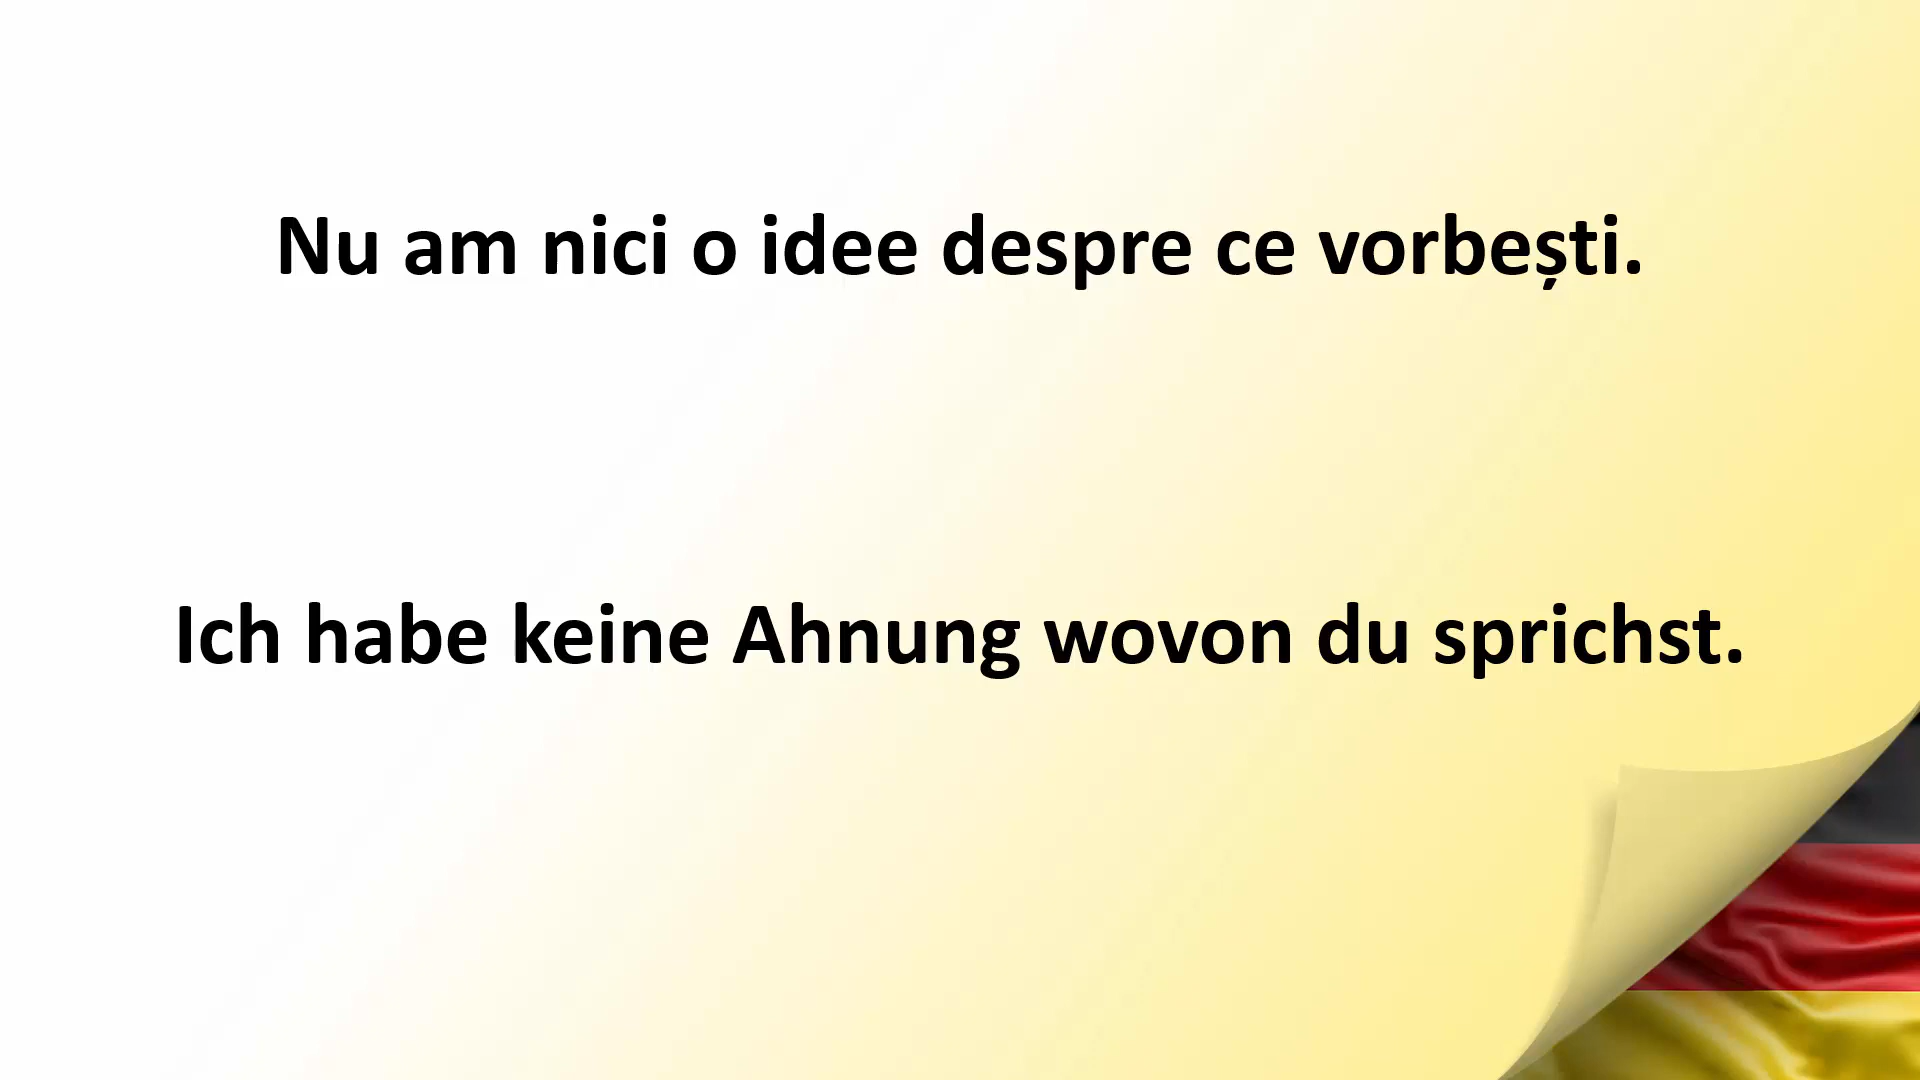 Nu am nici o idee despre ce vorbești.
Ich habe keine Ahnung wovon du sprichst.